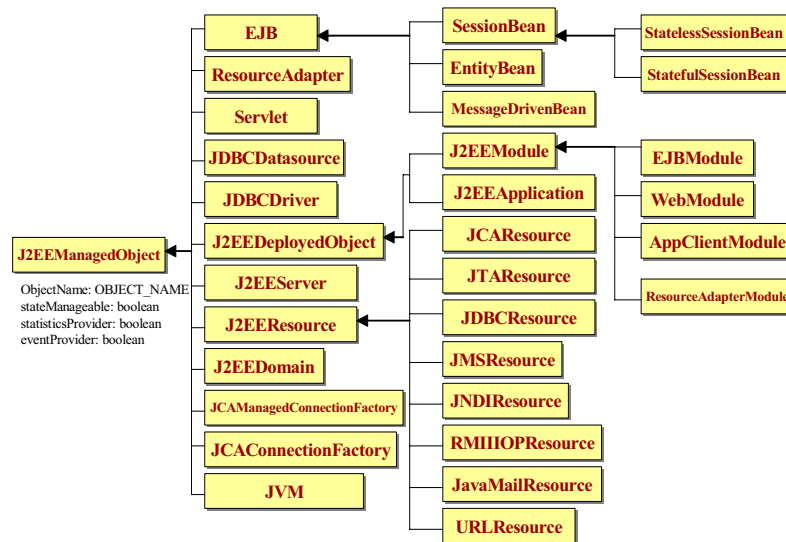 EJB
ResourceAdapter
Servlet
JDBCDatasource
JDBCDriver
J2EEManagedObject
J2EEDeployedObject
ObjectName: OBJECT_NAME
stateManageable: boolean
statisticsProvider: boolean
eventProvider: boolean
J2EEServer
J2EEResource
J2EEDomain
JCAManagedConnectionFactory
JCAConnectionFactory
JVM
SessionBean
EntityBean
MessageDrivenBean
J2EEModule
J2EEApplication
JCAResource
JTAResource
JDBCResource
JMSResource
JNDIResource
RMIIIOPResource
JavaMailResource
URLResource
StatelessSessionBean
StatefulSessionBean
EJBModule
WebModule
AppClientModule
ResourceAdapterModule